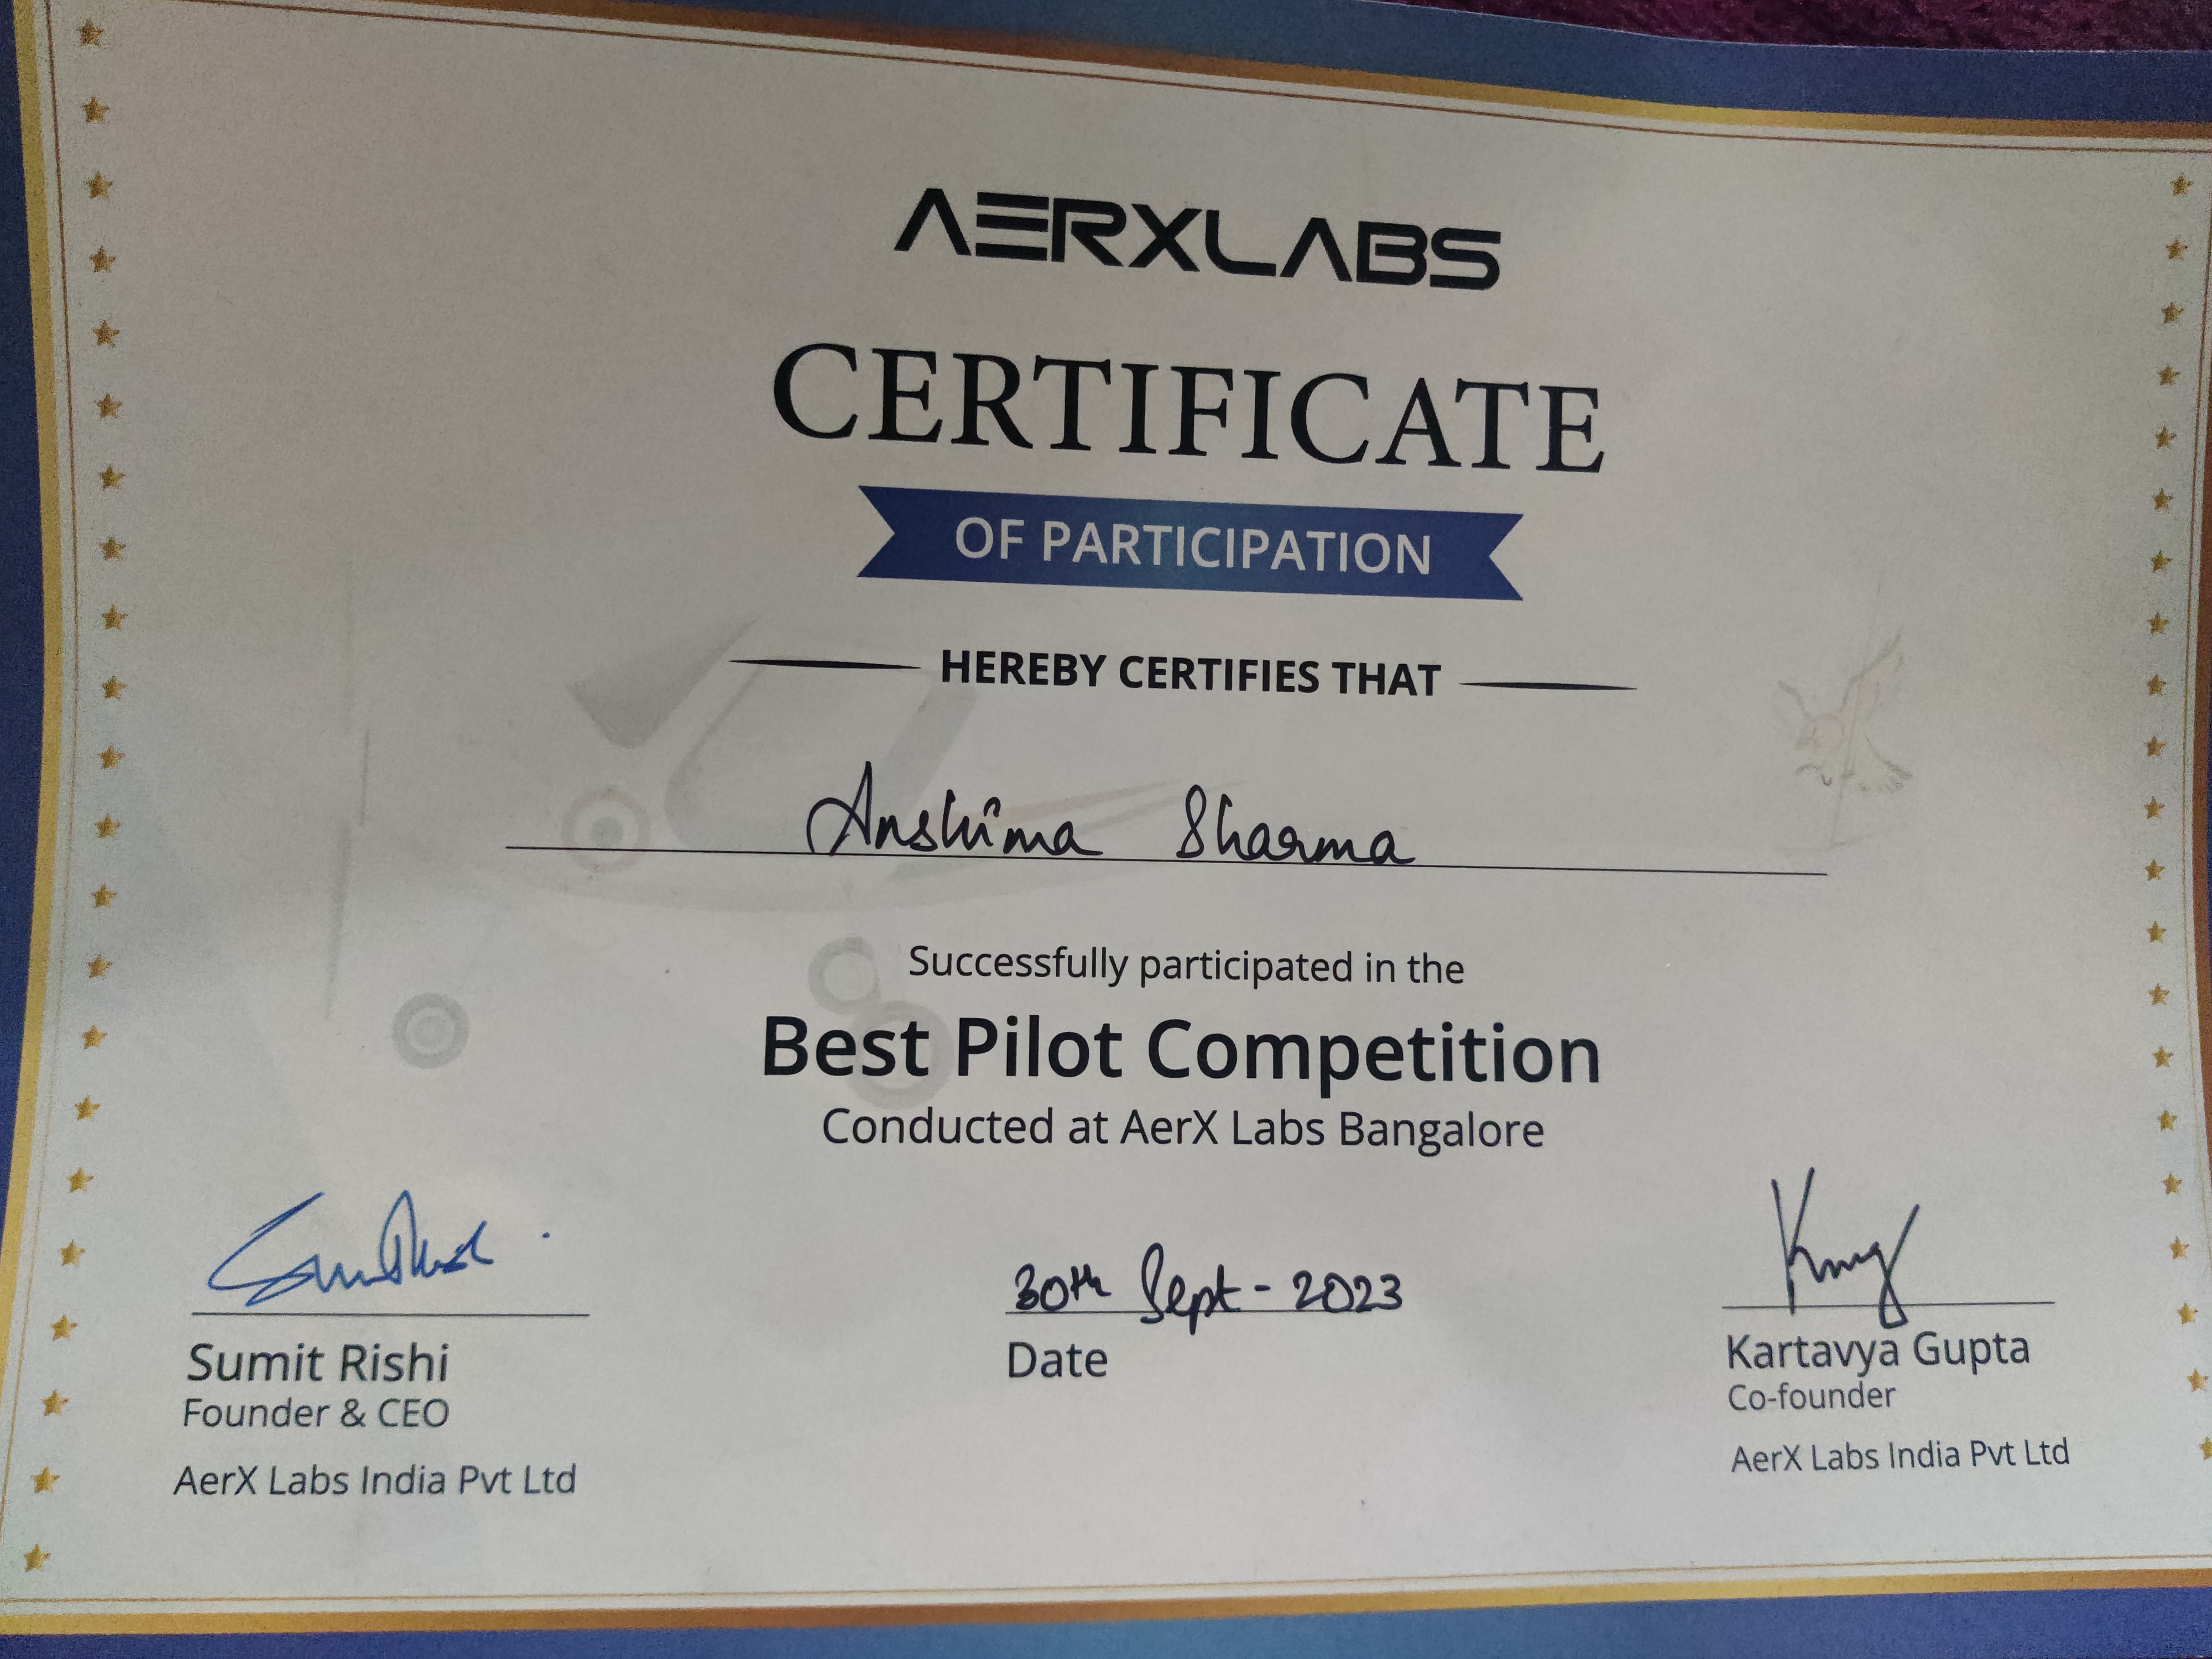 AERXLABS
CERTIFICATE
OF PARTICIPATION
HEREBY CERTIFIES THAT
Anshima Sharma
Successfully participated in the
Best Pilot Competition
Conducted at AerX Labs Bangalore
30th Sept - 2023
Sumit Rishi
Founder & CEO
AerX Labs India Pvt Ltd
Date
Kartavya Gupta
Co-founder
AerX Labs India Pvt Ltd